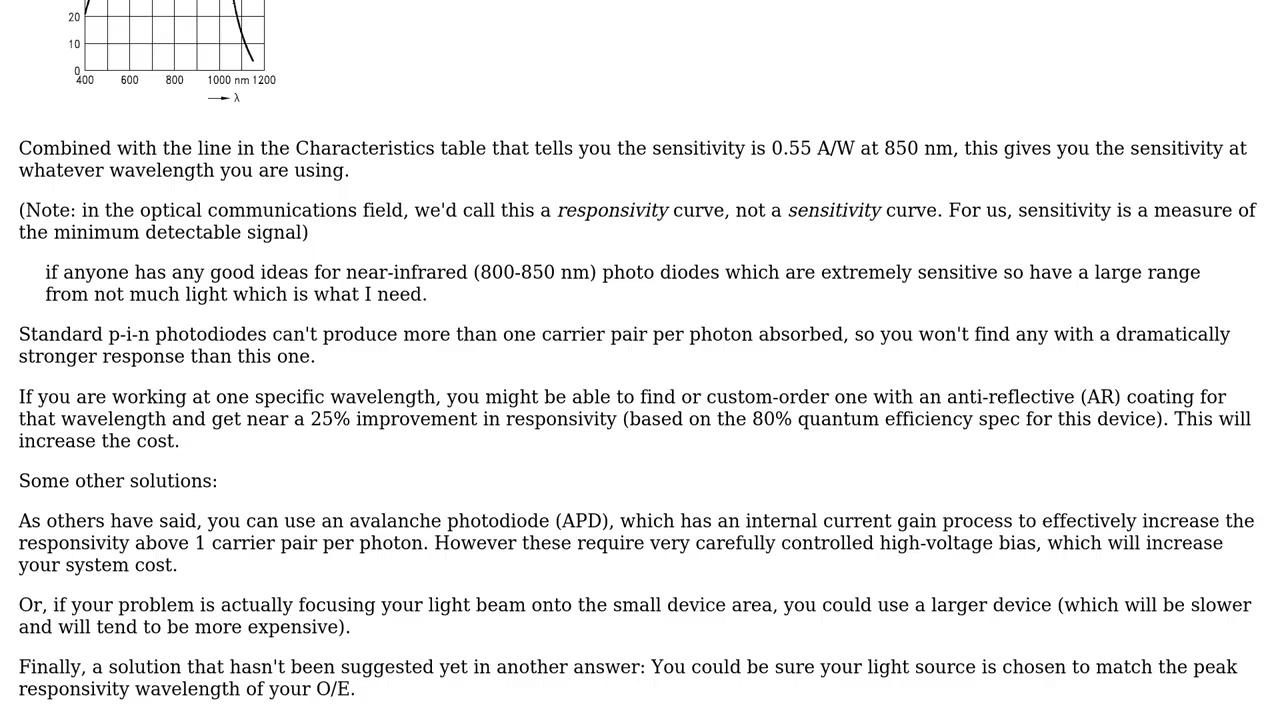 20
10
0
400 600 800 1000 nm 1200
λ
Combined with the line in the Characteristics table that tells you the sensitivity is 0.55 A/W at 850 nm, this gives you the sensitivity at
whatever wavelength you are using.
(Note: in the optical communications field, we'd call this a responsivity curve, not a sensitivity curve. For us, sensitivity is a measure of
the minimum detectable signal)
if anyone has any good ideas for near-infrared (800-850 nm) photo diodes which are extremely sensitive so have a large range
from not much light which is what I need.
Standard p-i-n photodiodes can't produce more than one carrier pair per photon absorbed, so you won't find any with a dramatically
stronger response than this one.
If you are working at one specific wavelength, you might be able to find or custom-order one with an anti-reflective (AR) coating for
that wavelength and get near a 25% improvement in responsivity (based on the 80% quantum efficiency spec for this device). This will
increase the cost.
Some other solutions:
As others have said, you can use an avalanche photodiode (APD), which has an internal current gain process to effectively increase the
responsivity above 1 carrier pair per photon. However these require very carefully controlled high-voltage bias, which will increase
your system cost.
Or, if your problem is actually focusing your light beam onto the small device area, you could use a larger device (which will be slower
and will tend to be more expensive).
Finally, a solution that hasn't been suggested yet in another answer: You could be sure your light source is chosen to match the peak
responsivity wavelength of your O/E.